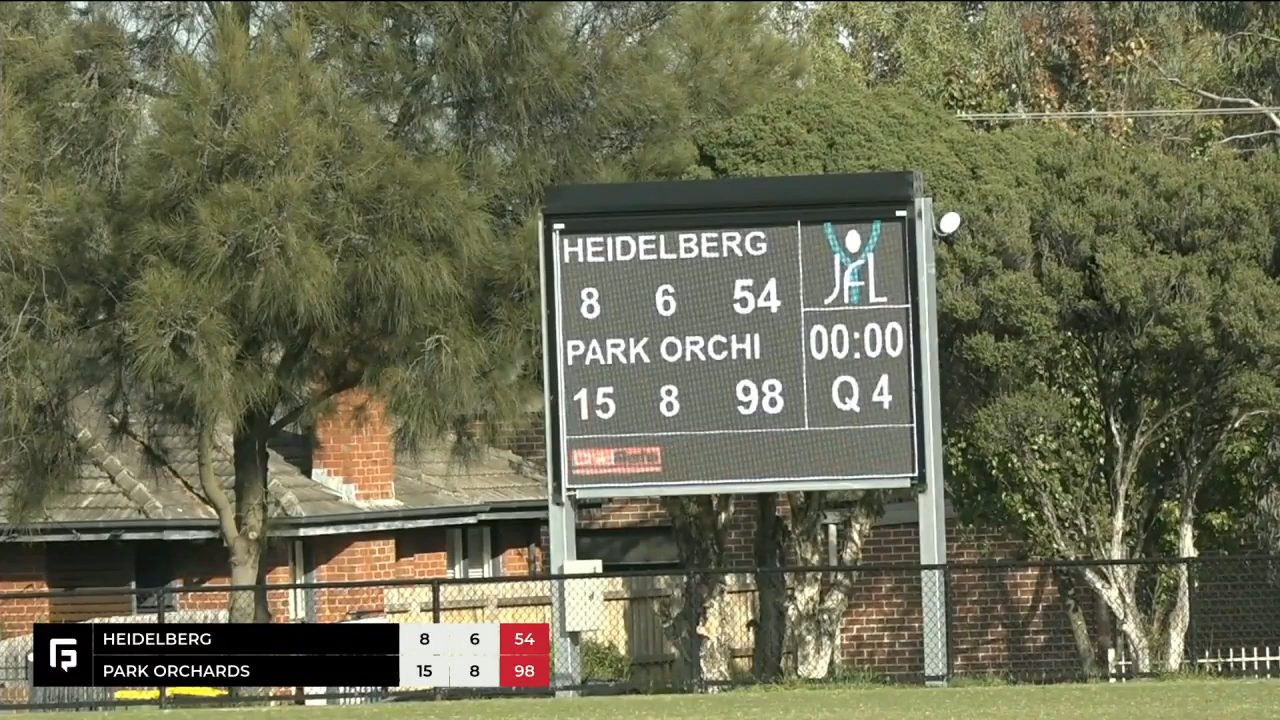 HEIDELBERG
8 6 54
PARK ORCHI
15 8 98
JFL
00:00
Q 4
HEIDELBERG 8 6 54
PARK ORCHARDS 15 8 98